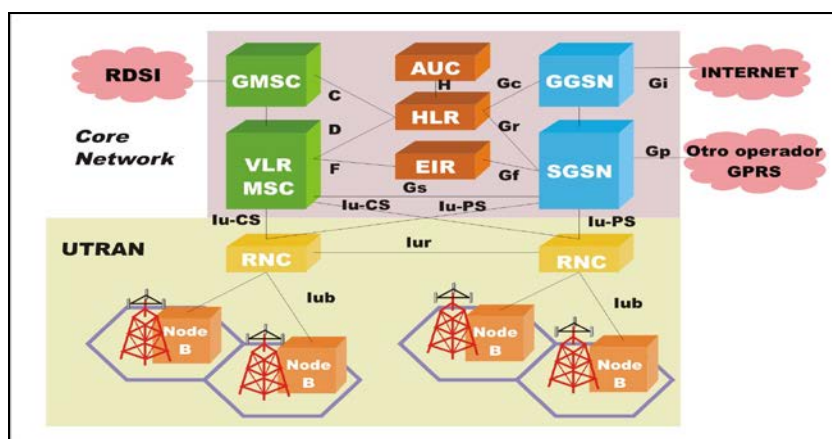 RDSI
GMSC
AUC
GGSN
INTERNET
C
H
Gc
Gi
HLR
Core
Network
D
Gr
VLR
MSC
F
EIR
Gf
SGSN
Gp
Otro operador
GPRS
Gs
Iu-CS
Iu-PS
Iu-CS
Iu-PS
UTRAN
RNC
Iur
RNC
Iub
Iub
Node
B
Node
B
Node
B
Node
B